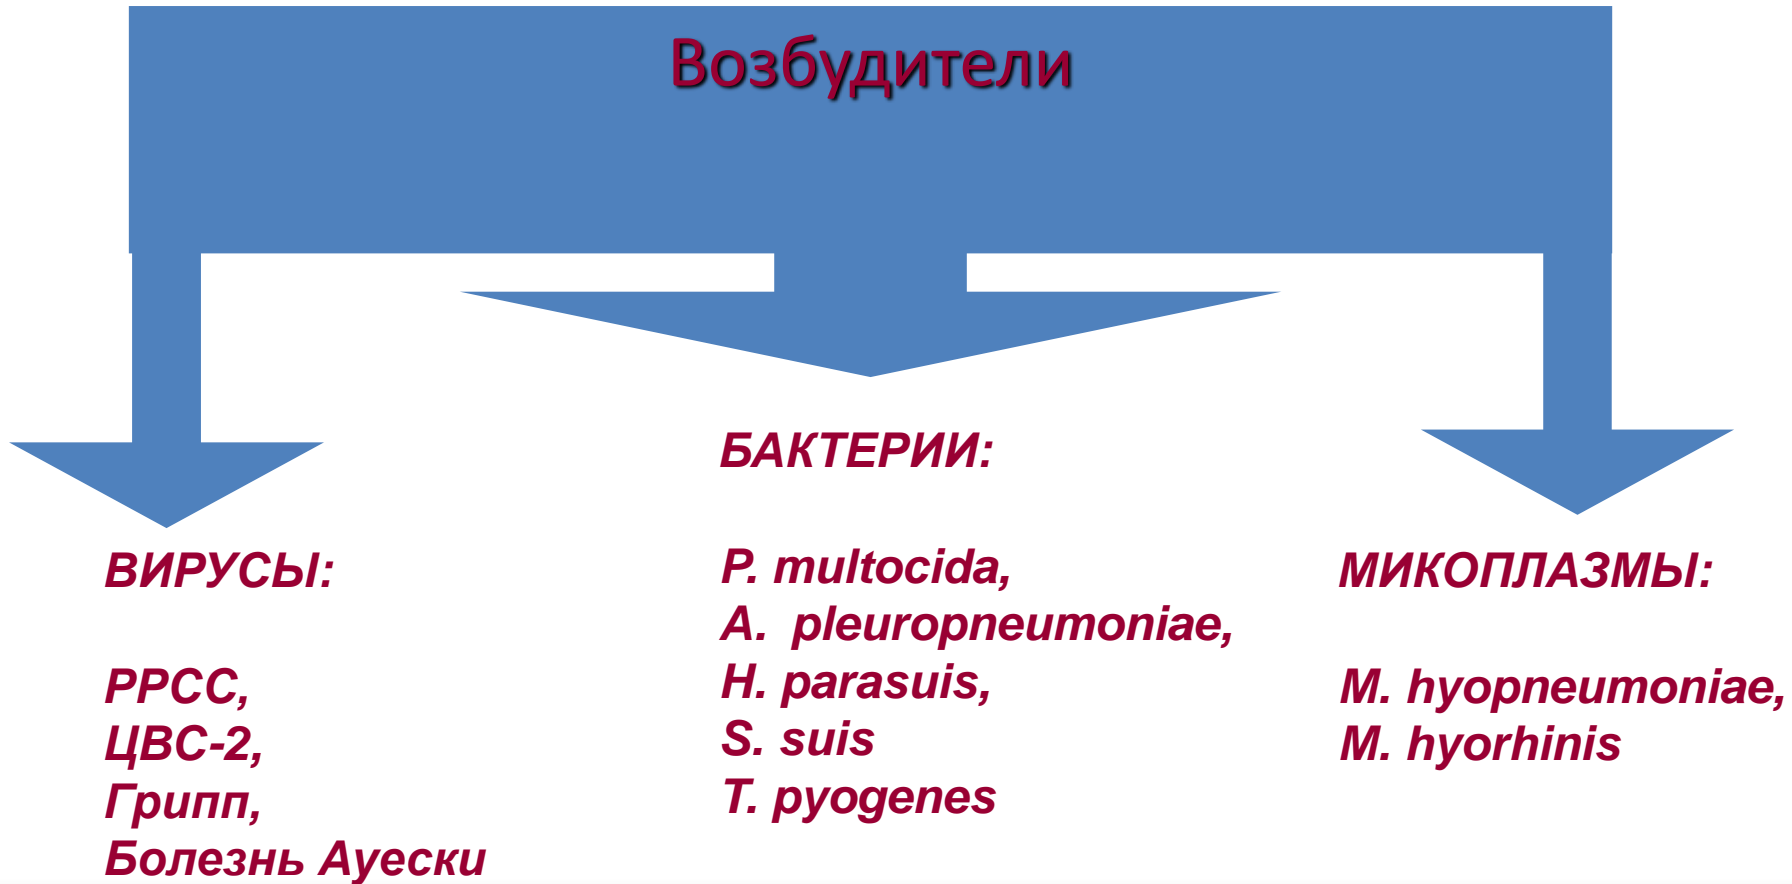 Возбудители
ВИРУСЫ:
РРСС,
ЦВС-2,
Грипп,
Болезнь Ауески
БАКТЕРИИ:
P. multocida,
A. pleuropneumoniae,
H. parasuis,
S. suis
T. pyogenes
МИКОПЛАЗМЫ:
M. hyopneumoniae,
M. hyorhinis